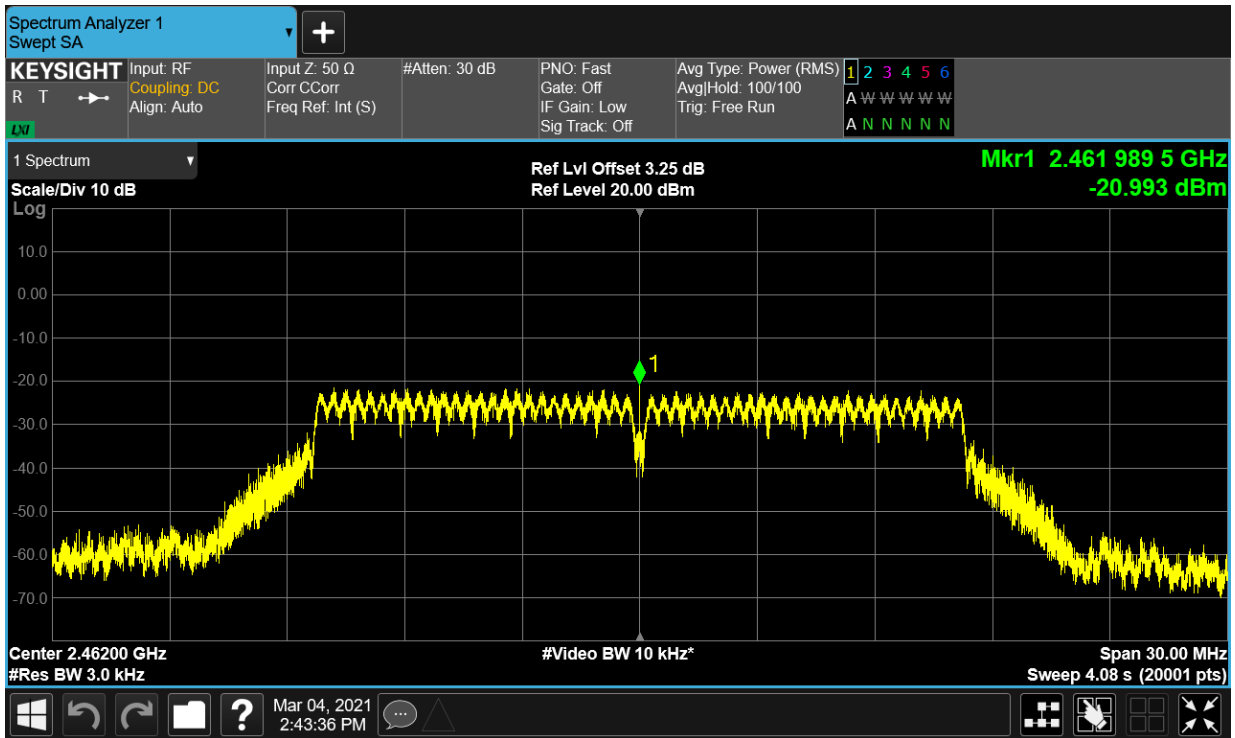 Spectrum Analyzer 1
Swept SA
KEYSIGHT
R T
LXI
Input: RF
Coupling: DC
Align: Auto
Input Z: 50 Ω
Corr CCorr
Freq Ref: Int (S)
#Atten: 30 dB
PNO: Fast
Gate: Off
IF Gain: Low
Sig Track: Off
Avg Type: Power (RMS)
Avg|Hold: 100/100
Trig: Free Run
1 2 3 4 5 6
A W W W W W
A N N N N N
1 Spectrum
Scale/Div 10 dB
Log
Ref Lvl Offset 3.25 dB
Ref Level 20.00 dBm
Mkr1 2.461 989 5 GHz
-20.993 dBm
10.0
0.00
-10.0
1
-20.0
-30.0
-40.0
-50.0
-60.0
-70.0
Center 2.46200 GHz
#Res BW 3.0 kHz
#Video BW 10 kHz*
Span 30.00 MHz
Sweep 4.08 s (20001 pts)
?
Mar 04, 2021
2:43:36 PM